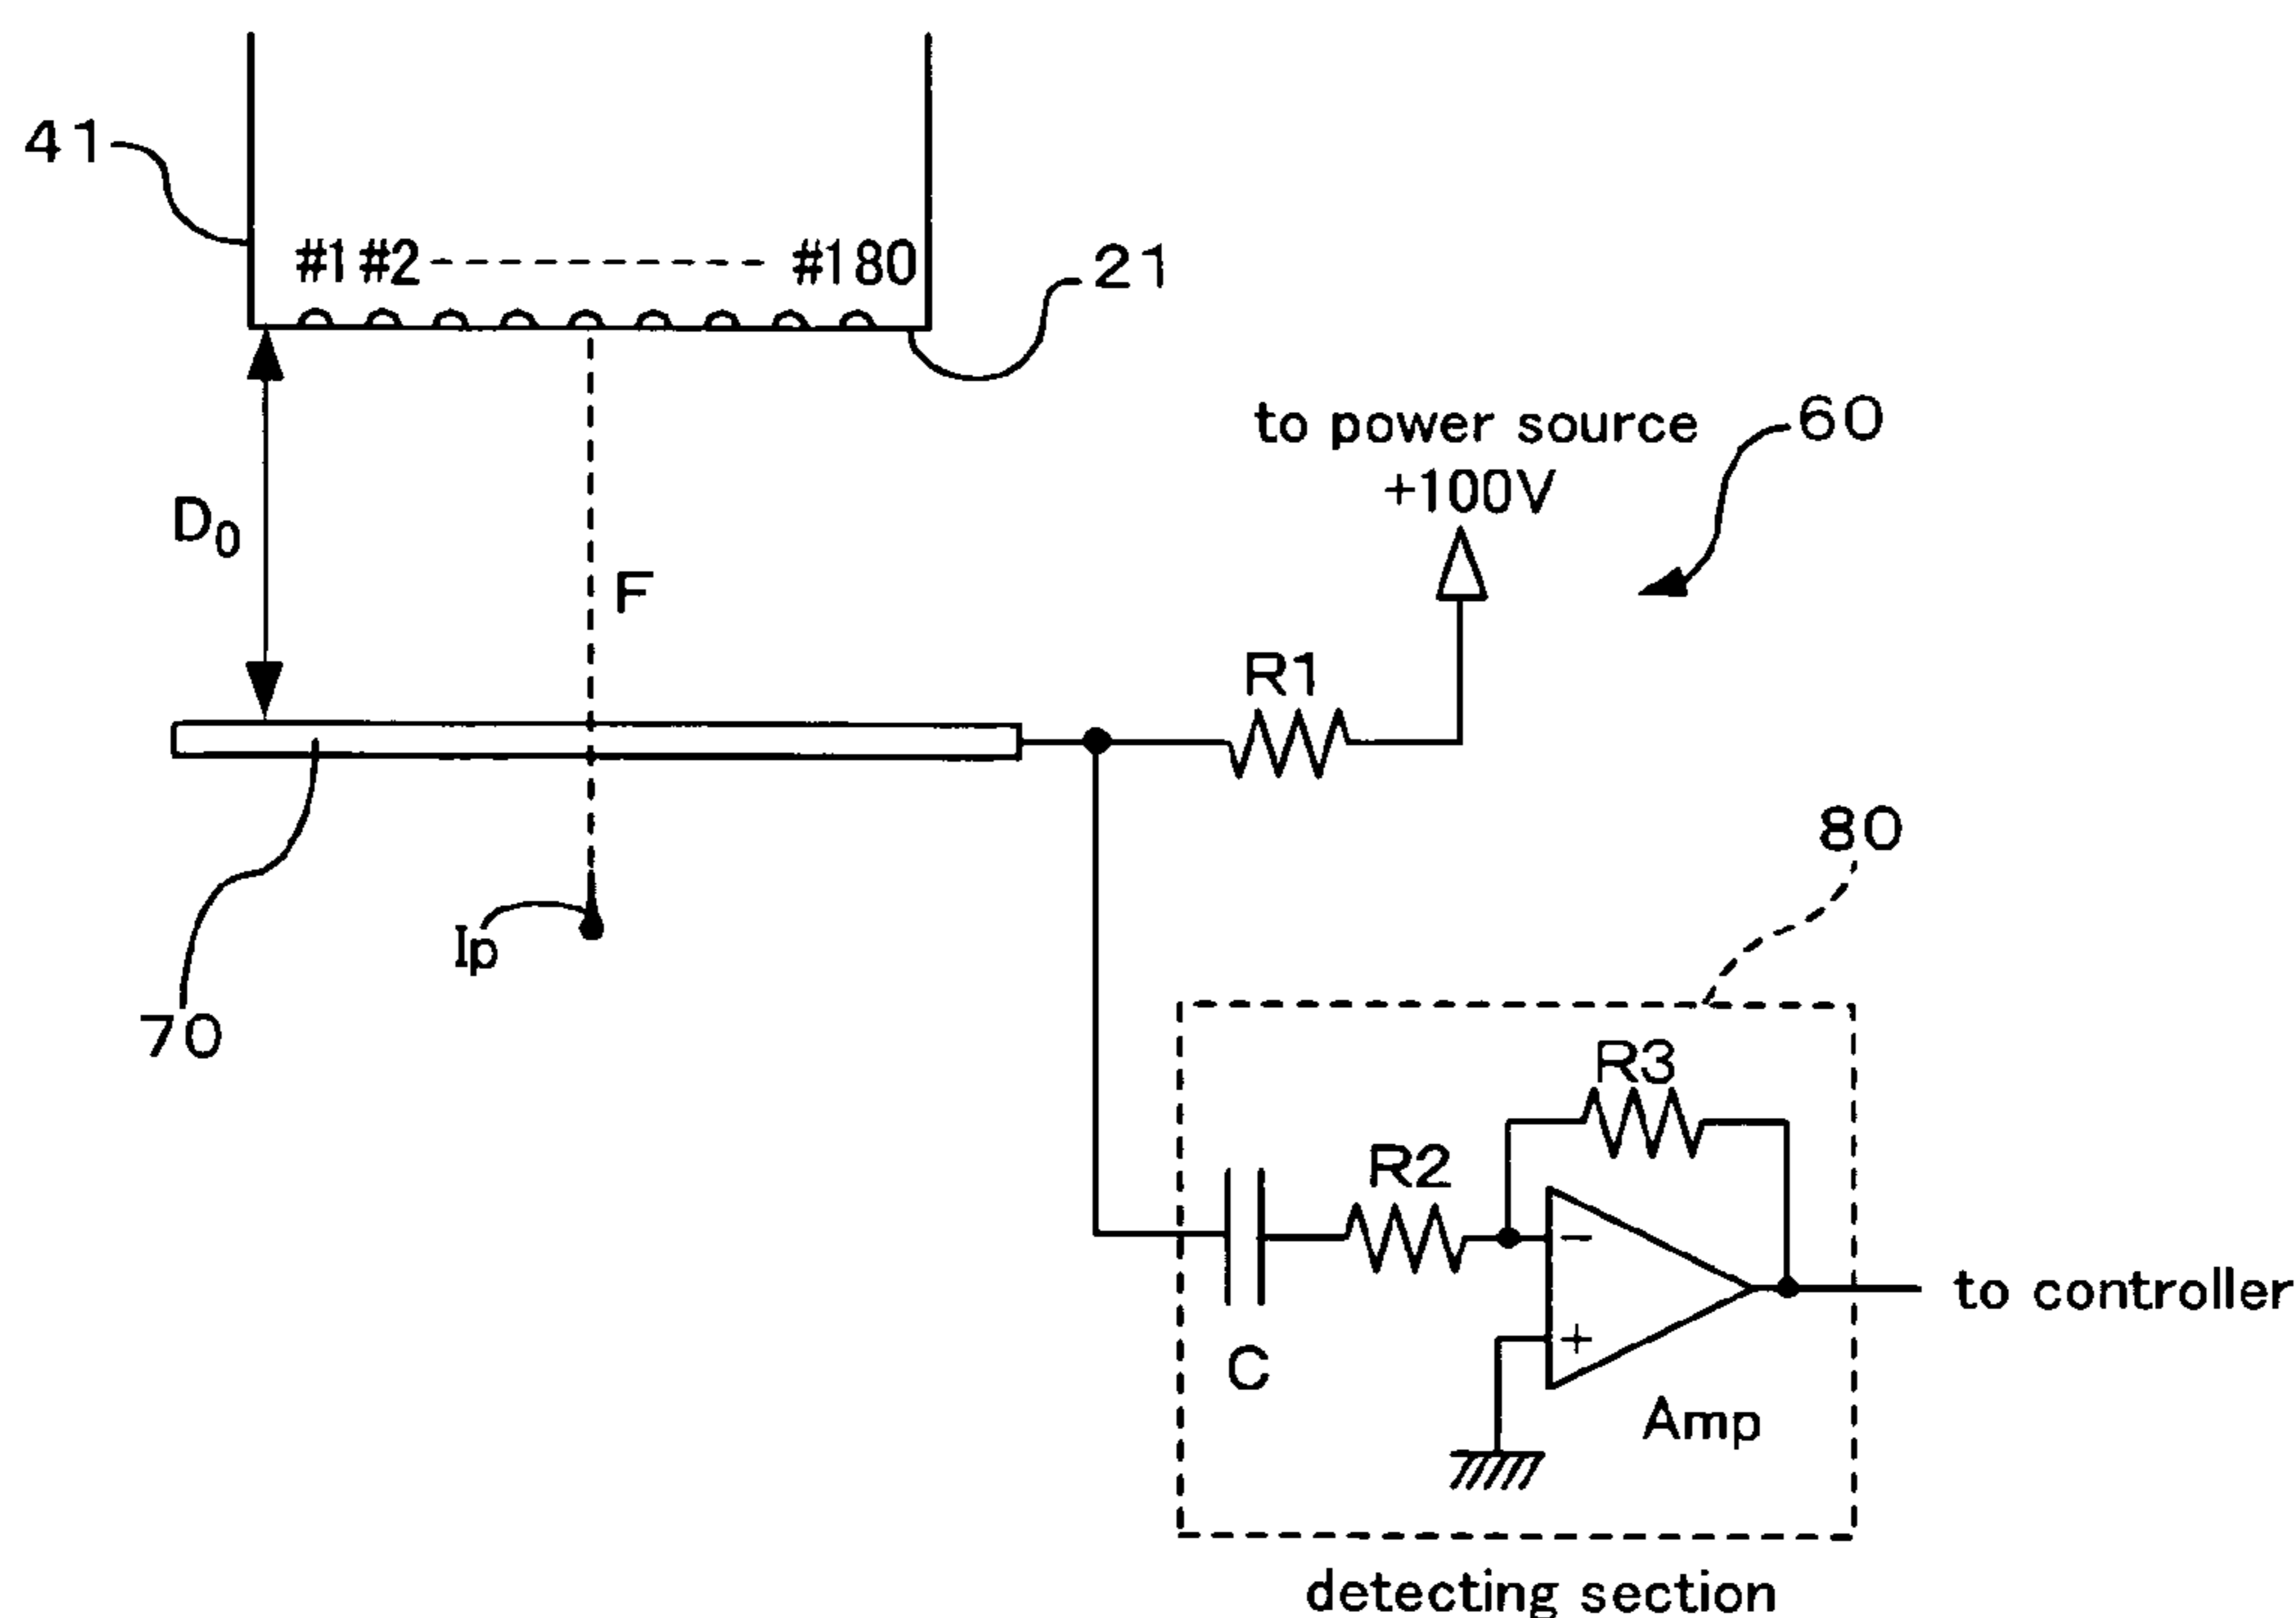 41
#1 #2 #180
21
to power source
+100V
60
D0
F
R1
80
Ip
70
R3
R2
−
to controller
+
C
Amp
detecting section